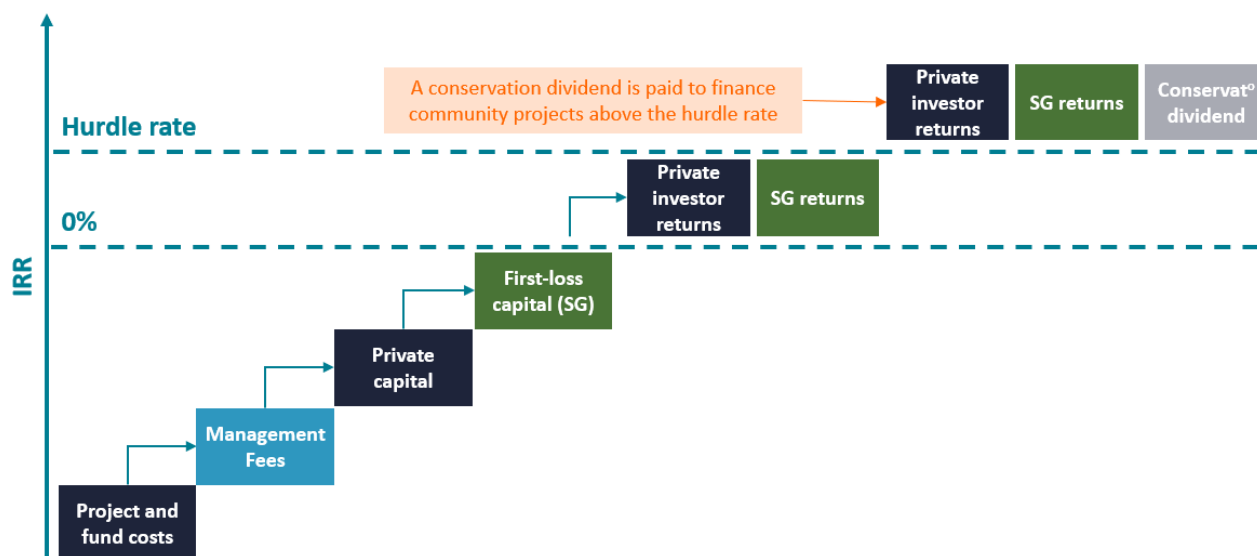 A conservation dividend is paid to finance
community projects above the hurdle rate
Private
investor
returns
SG returns
Conservatᵒ
dividend
Hurdle rate
Private
investor
returns
SG returns
0%
IRR
First-loss
capital (SG)
Private
capital
Management
Fees
Project and
fund costs